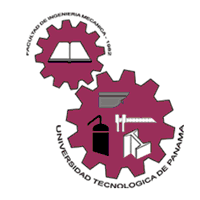 FACULTAD DE INGENIERIA MECANICA - 1982
UNIVERSIDAD TECNOLOGICA DE PANAMA